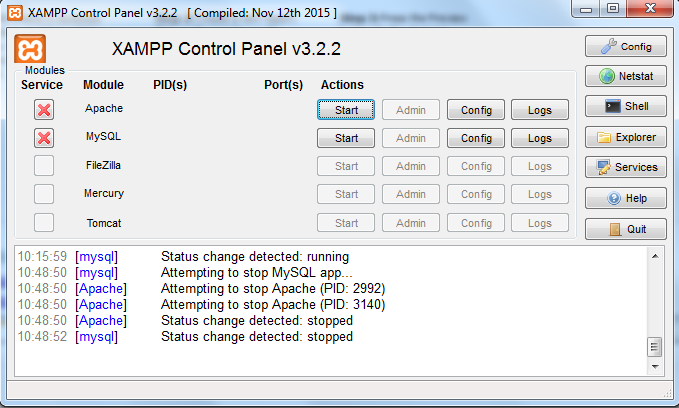 XAMPP Control Panel v3.2.2 [ Compiled: Nov 12th 2015 ]
XAMPP Control Panel v3.2.2
Modules
Service Module PID(s) Port(s) Actions
Apache Start Admin Config Logs
MySQL Start Admin Config Logs
FileZilla Start Admin Config Logs
Mercury Start Admin Config Logs
Tomcat Start Admin Config Logs
Config
Netstat
Shell
Explorer
Services
Help
Quit
10:15:59 [mysql] Status change detected: running
10:48:50 [mysql] Attempting to stop MySQL app...
10:48:50 [Apache] Attempting to stop Apache (PID: 2992)
10:48:50 [Apache] Attempting to stop Apache (PID: 3140)
10:48:50 [Apache] Status change detected: stopped
10:48:52 [mysql] Status change detected: stopped